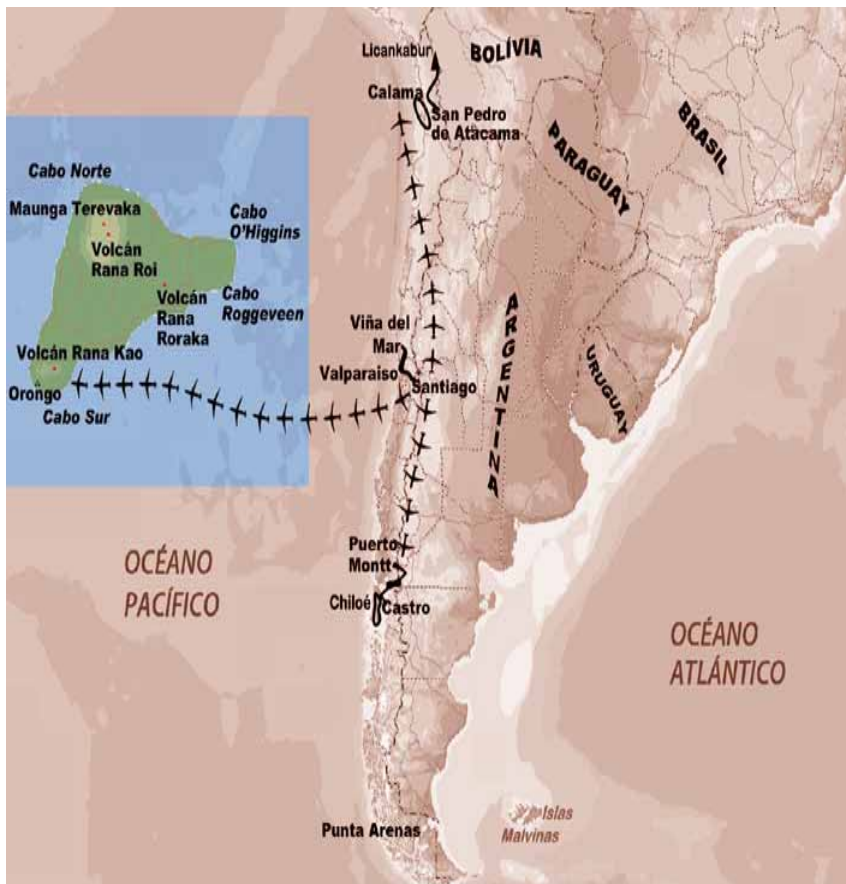 Licankabur
BOLÍVIA
Calama
San Pedro
de Atacama
BRASIL
PARAGUAY
Cabo Norte
Maunga Terevaka
Cabo
O'Higgins
Volcán
Rana Roi
Cabo
Roggeveen
Volcán
Rana
Roraka
Viña del
Mar
ARGENTINA
Volcán Rana Kao
Valparaiso
Santiago
URUGUAY
Orongo
Cabo Sur
Puerto
Montt
OCÉANO
PACÍFICO
Chiloé
Castro
OCÉANO
ATLÁNTICO
Punta Arenas
Islas
Malvinas